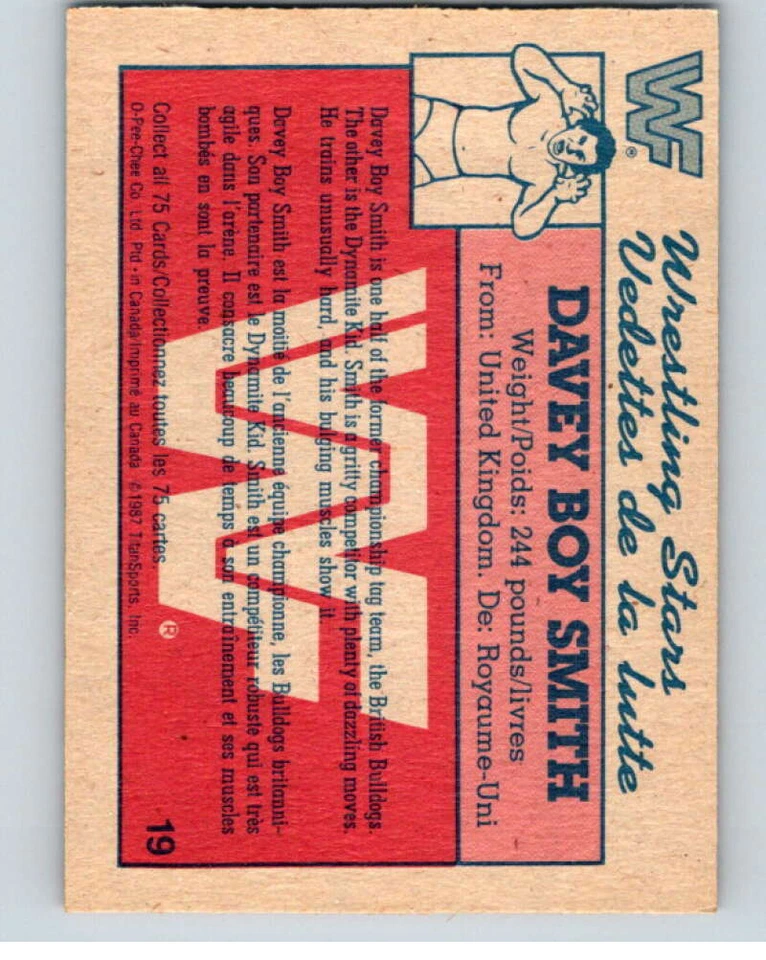 WF
®
Wrestling Stars
Vedettes de la lutte
DAVEY BOY SMITH
Weight/Poids: 244 pounds/livres
From: United Kingdom. De: Royaume-Uni
Davey Boy Smith is one half of the former championship tag team, the British Bulldogs.
The other is the Dynamite Kid. Smith is a gritty competitor with plenty of dazzling moves.
He trains unusually hard, and his bulging muscles show it.
Davey Boy Smith est la moitié de l'ancienne équipe championne, les Bulldogs britanni-
ques. Son partenaire est le Dynamite Kid. Smith est un compétiteur robuste qui est très
agile dans l'arène. Il consacre beaucoup de temps à son entraînement et ses muscles
bombés en sont la preuve.
Collect all 75 Cards/Collectionnez toutes les 75 cartes
®
O-Pee-Chee Co. Ltd. Ptd. in Canada/Imprimé au Canada ©1987 TitanSports, Inc.
19